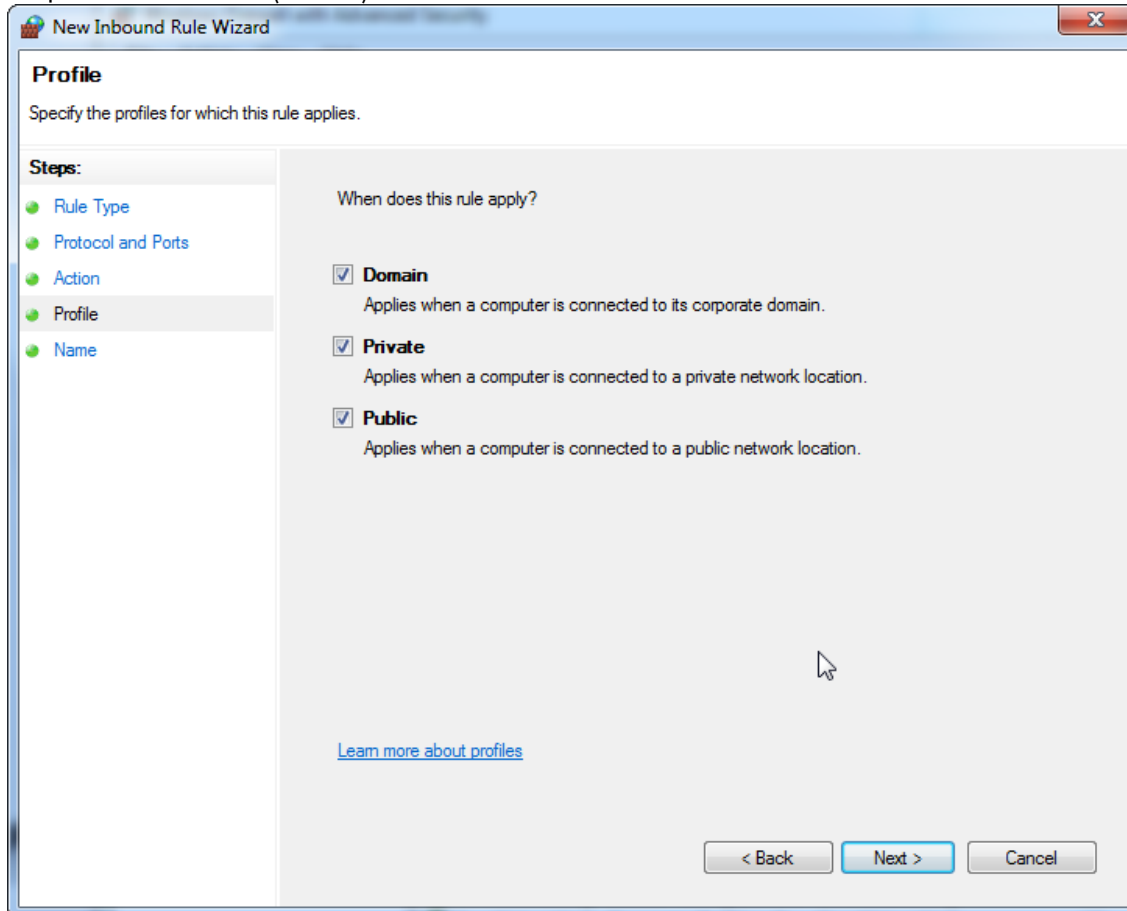 New Inbound Rule Wizard
Profile
Specify the profiles for which this rule applies.
Steps:
Rule Type
Protocol and Ports
Action
Profile
Name
When does this rule apply?
Domain
Applies when a computer is connected to its corporate domain.
Private
Applies when a computer is connected to a private network location.
Public
Applies when a computer is connected to a public network location.
Learn more about profiles
< Back
Next >
Cancel